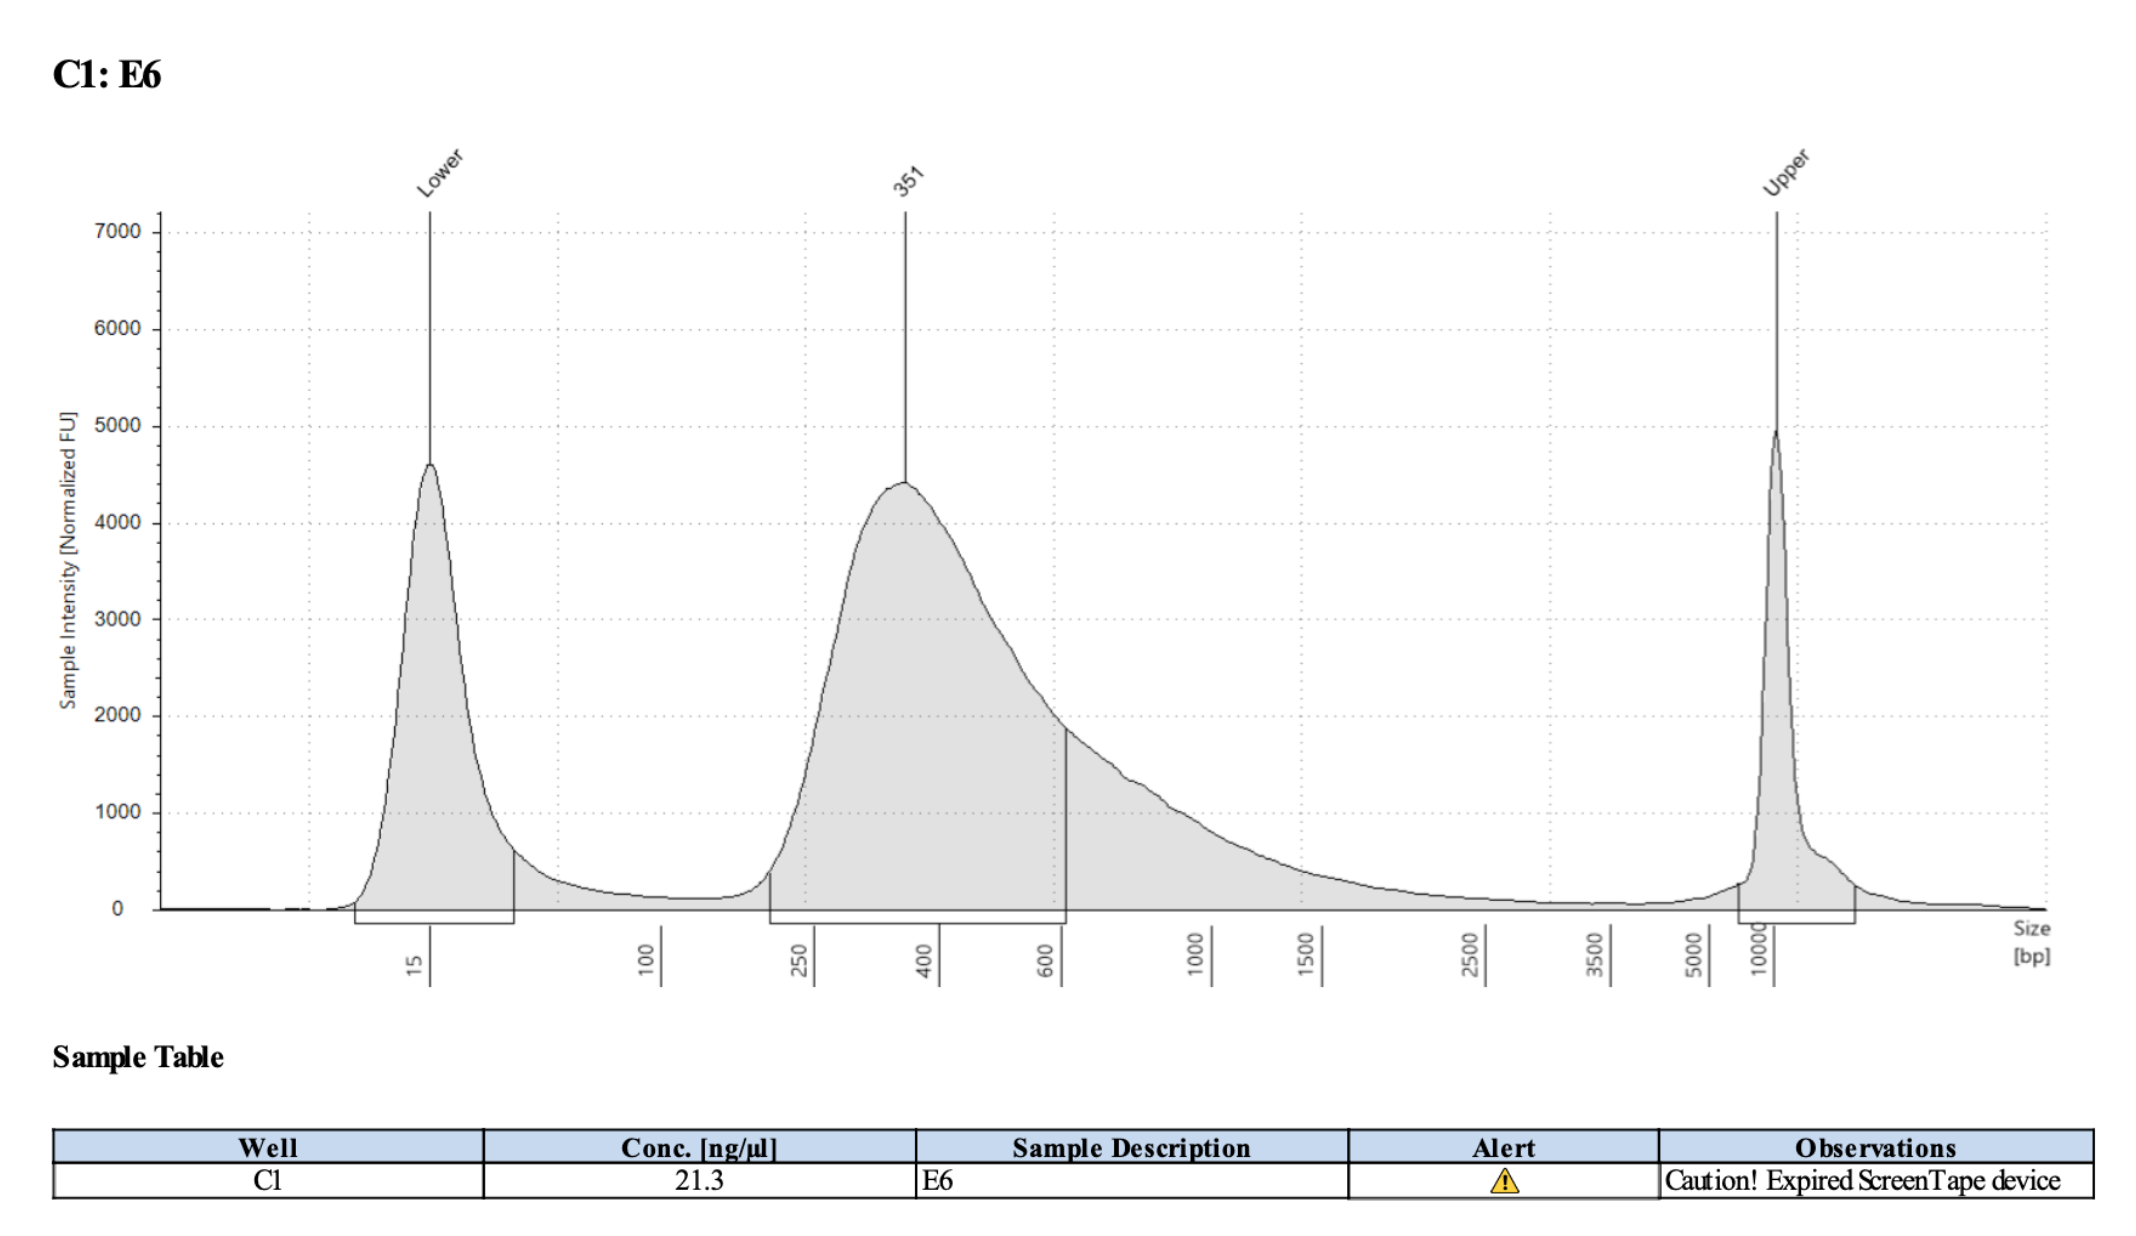 C1: E6
Lower
351
Upper
Sample Intensity [Normalized FU]
7000
6000
5000
4000
3000
2000
1000
0
15
100
250
400
600
1000
1500
2500
3500
5000
10000
Size
[bp]
Sample Table
Well Conc. [ng/µl] Sample Description Alert Observations
C1 21.3 E6 Caution! Expired ScreenTape device